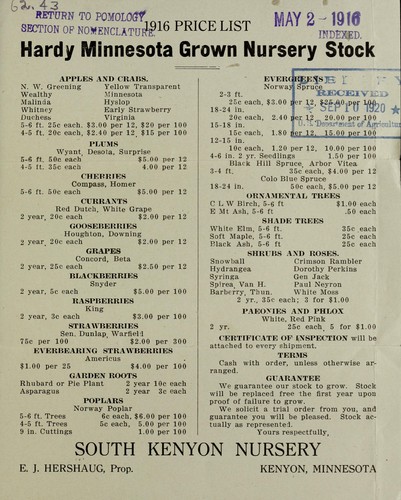 62.43
RETURN TO POMOLOGY
SECTION OF NOMENCLATURE.
1916 PRICE LIST
MAY 2-1916
INDEXED.
Hardy Minnesota Grown Nursery Stock
APPLES AND CRABS.
N. W. Greening Yellow Transparent
Wealthy Minnesota
Malinda Hyslop
Whitney Early Strawberry
Duchess Virginia
5-6 ft. 25c each. $3.00 per 12, $20 per 100
4-5 ft. 20c each, $2.40 per 12, $15 per 100
PLUMS
Wyant, Desota, Surprise
5-6 ft. 50c each $5.00 per 12
4-5 ft. 35c each 4.00 per 12
CHERRIES
Compass, Homer
5-6 ft. 50c each $5.00 per 12
CURRANTS
Red Dutch, White Grape
2 year, 20c each $2.00 per 12
GOOSEBERRIES
Houghton, Downing
2 year, 20c each $2.00 per 12
GRAPES
Concord, Beta
2 year, 25c each $2.50 per 12
BLACKBERRIES
Snyder
2 year, 5c each $5.00 per 100
RASPBERRIES
King
2 year, 3c each $3.00 per 100
STRAWBERRIES
Sen. Dunlap, Warfield
75c per 100 $2.00 per 300
EVERBEARING STRAWBERRIES
Americus
$1.00 per 25 $4.00 per 100
GARDEN ROOTS
Rhubarb or Pie Plant 2 year 10c each
Asparagus 2 year 3c each
POPLARS
Norway Poplar
5-6 ft. Trees 6c each, $6.00 per 100
4-5 ft. Trees 5c each, 5.00 per 100
9 in. Cuttings 1.00 per 100
EVERGREENS
Norway Spruce
2-3 ft.
25c each, $3.00 per 12, $25.00 per 100
18-24 in.
20c each, 2.40 per 12, 20.00 per 100
15-18 in.
15c each, 1.80 per 12, 15.00 per 100
12-15 in.
10c each, 1.20 per 12, 10.00 per 100
4-6 in. 2 yr. Seedlings 1.50 per 100
Black Hill Spruce, Arbor Vitea
3-4 ft. 35c each, $4.00 per 12
Colo Blue Spruce
18-24 in. 50c each, $5.00 per 12
RECEIVED
SEP 10 1920
U. S. Department of Agriculture
ORNAMENTAL TREES
C L W Birch, 5-6 ft $1.00 each
E Mt Ash, 5-6 ft .50 each
SHADE TREES
White Elm, 5-6 ft. 25c each
Soft Maple, 5-6 ft. 25c each
Black Ash, 5-6 ft. 25c each
SHRUBS AND ROSES.
Snowball Crimson Rambler
Hydrangea Dorothy Perkins
Syringa Gen Jack
Spirea, Van H. Paul Neyron
Barberry, Thun. White Moss
2 yr, 35c each; 3 for $1.00
PAEONIES AND PHLOX
White, Red Pink
2 yr. 25c each, 5 for $1.00
CERTIFICATE OF INSPECTION will be
attached to every shipment.
TERMS
Cash with order, unless otherwise ar-
ranged.
GUARANTEE
We guarantee our stock to grow. Stock
will be replaced free the first year upon
proof of failure to grow.
We solicit a trial order from you, and
guarantee you will be pleased. Stock act-
ually as represented.
Yours respectfully,
SOUTH KENYON NURSERY
E. J. HERSHAUG, Prop. KENYON, MINNESOTA